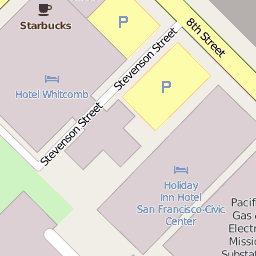 Starbucks
P
8th Street
Stevenson Street
P
Hotel Whitcomb
Stevenson Street
Holiday
Inn Hotel
San Francisco-Civic
Center
Pacifi
Gas &
Electr
Mission
Substat